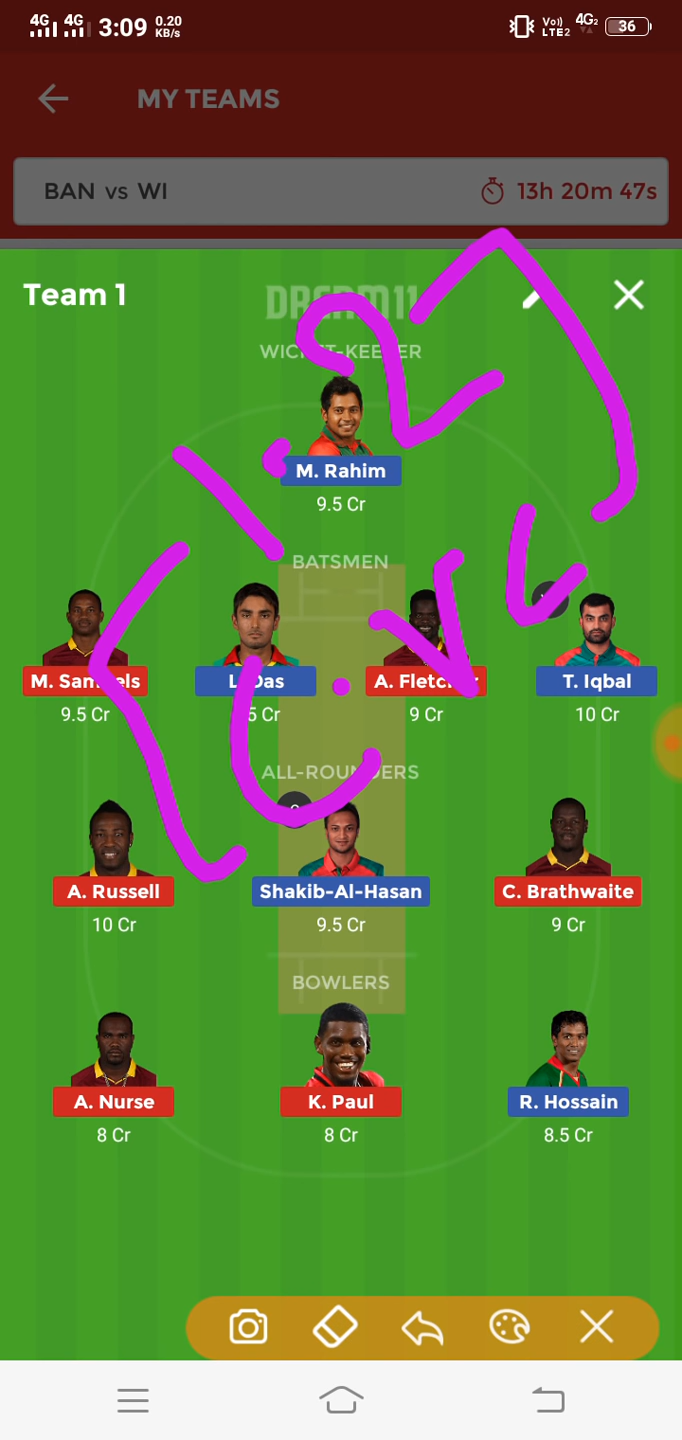 4G 4G 3:09 0.20 KB/s Vo)) LTE2 4G2 36
MY TEAMS
BAN vs WI 13h 20m 47s
Team 1
DREAM11
WICKET-KEEPER
M. Rahim
9.5 Cr
BATSMEN
M. Samuels L. Das A. Fletcher T. Iqbal
9.5 Cr 5 Cr 9 Cr 10 Cr
ALL-ROUNDERS
A. Russell Shakib-Al-Hasan C. Brathwaite
10 Cr 9.5 Cr 9 Cr
BOWLERS
A. Nurse K. Paul R. Hossain
8 Cr 8 Cr 8.5 Cr